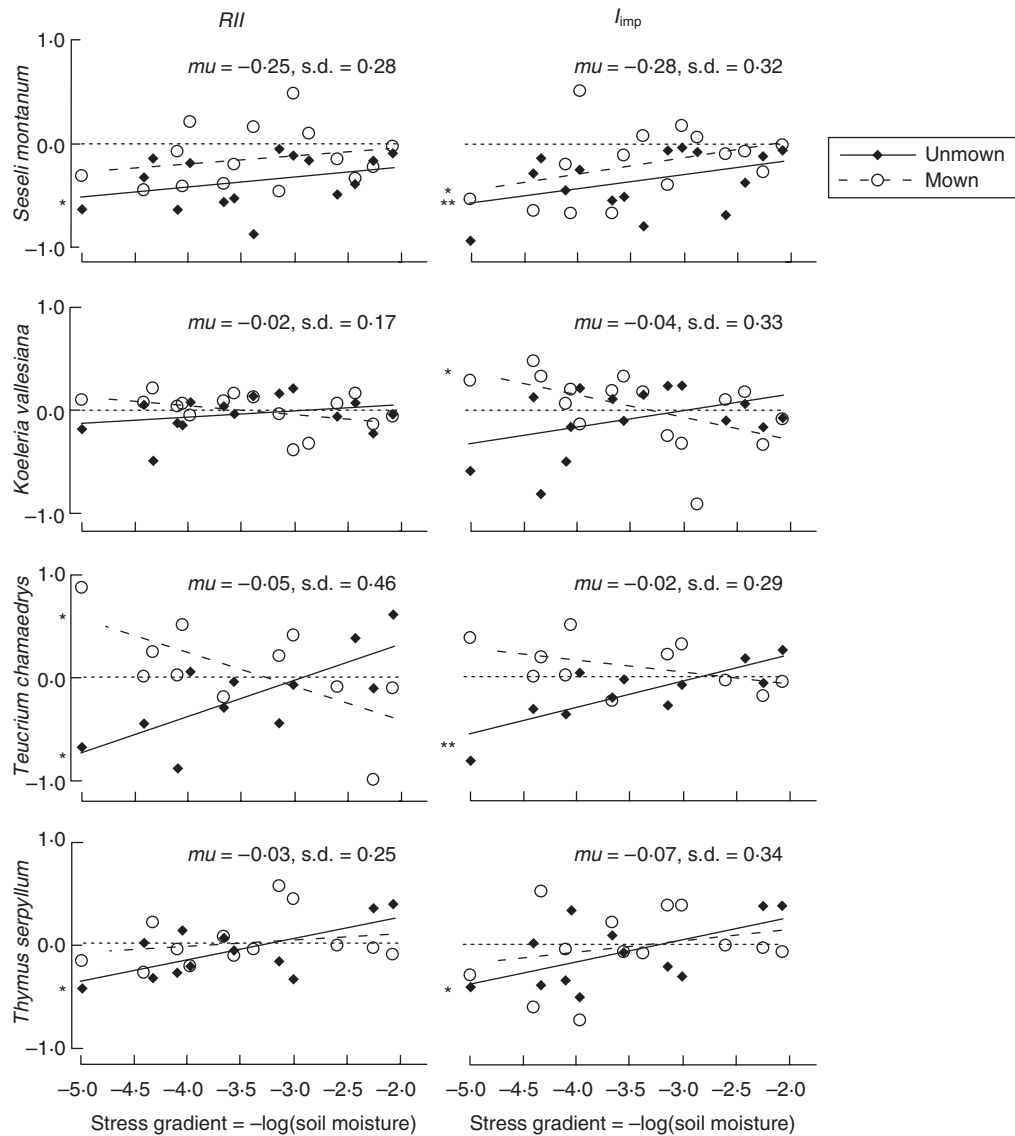 RII
I imp
1·0
0·0
−1·0
Seseli montanum
mu = −0·25, s.d. = 0·28
*
mu = −0·28, s.d. = 0·32
*
**
Unmown
Mown
1·0
0·0
−1·0
Koeleria vallesiana
mu = −0·02, s.d. = 0·17
mu = −0·04, s.d. = 0·33
*
1·0
0·0
−1·0
Teucrium chamaedrys
mu = −0·05, s.d. = 0·46
*
*
mu = −0·02, s.d. = 0·29
**
1·0
0·0
−1·0
Thymus serpyllum
mu = −0·03, s.d. = 0·25
*
mu = −0·07, s.d. = 0·34
*
−5·0 −4·5 −4·0 −3·5 −3·0 −2·5 −2·0
−5·0 −4·5 −4·0 −3·5 −3·0 −2·5 −2·0
Stress gradient = −log(soil moisture)
Stress gradient = −log(soil moisture)